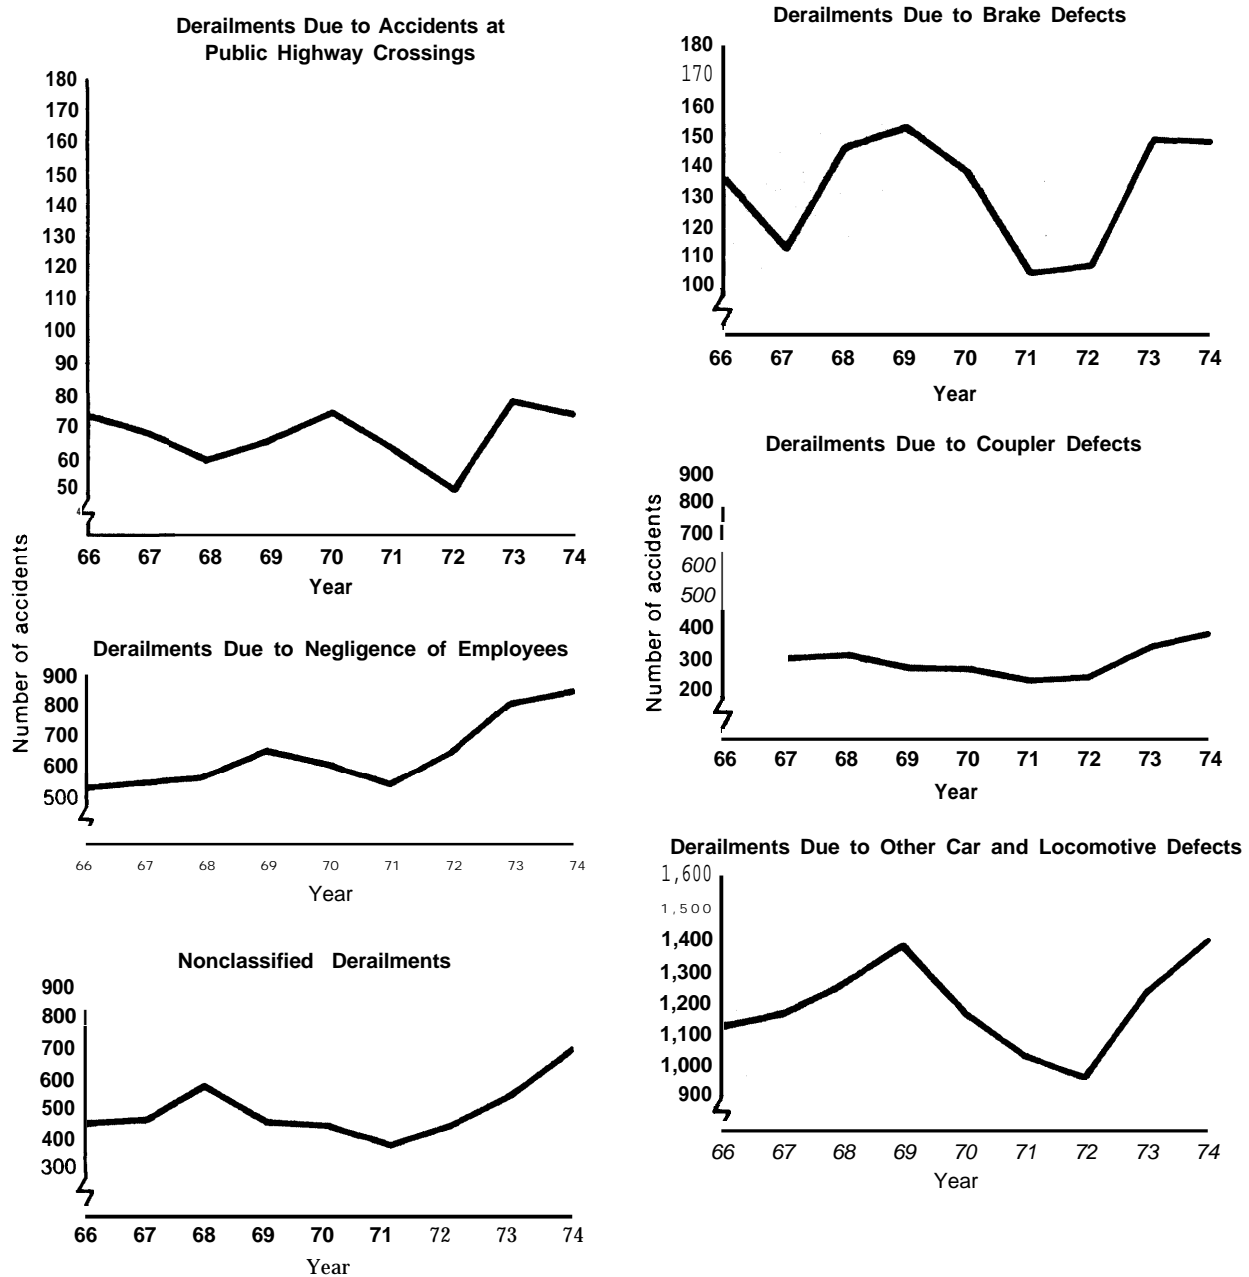 Derailments Due to Accidents at
Public Highway Crossings
180
170
160
150
140
130
120
110
100
90
80
70
60
50
4
66 67 68 69 70 71 72 73 74
Year
Number of accidents
Derailments Due to Negligence of Employees
900
800
700
600
500
66 67 68 69 70 71 72 73 74
Year
Nonclassified Derailments
900
800
700
600
500
400
300
66 67 68 69 70 71 72 73 74
Year
Derailments Due to Brake Defects
180
170
160
150
140
130
120
110
100
66 67 68 69 70 71 72 73 74
Year
Derailments Due to Coupler Defects
Number of accidents
900
800
700
600
500
400
300
200
66 67 68 69 70 71 72 73 74
Year
Derailments Due to Other Car and Locomotive Defects
1,600
1,500
1,400
1,300
1,200
1,100
1,000
900
66 67 68 69 70 71 72 73 74
Year